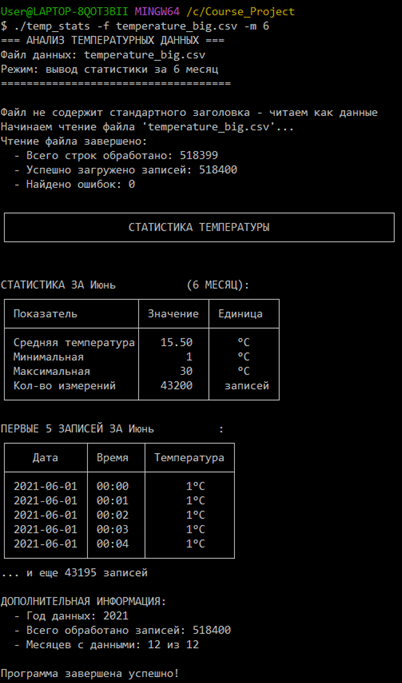 User@LAPTOP-8QOT3BII MINGW64 /c/Course_Project
$ ./temp_stats -f temperature_big.csv -m 6
=== АНАЛИЗ ТЕМПЕРАТУРНЫХ ДАННЫХ ===
Файл данных: temperature_big.csv
Режим: вывод статистики за 6 месяц
====================================
Файл не содержит стандартного заголовка - читаем как данные
Начинаем чтение файла 'temperature_big.csv'...
Чтение файла завершено:
- Всего строк обработано: 518399
- Успешно загружено записей: 518400
- Найдено ошибок: 0
СТАТИСТИКА ТЕМПЕРАТУРЫ
СТАТИСТИКА ЗА Июнь (6 МЕСЯЦ):
Показатель Значение Единица
Средняя температура 15.50 °C
Минимальная 1 °C
Максимальная 30 °C
Кол-во измерений 43200 записей
ПЕРВЫЕ 5 ЗАПИСЕЙ ЗА Июнь :
Дата Время Температура
2021-06-01 00:00 1°C
2021-06-01 00:01 1°C
2021-06-01 00:02 1°C
2021-06-01 00:03 1°C
2021-06-01 00:04 1°C
... и еще 43195 записей
ДОПОЛНИТЕЛЬНАЯ ИНФОРМАЦИЯ:
- Год данных: 2021
- Всего обработано записей: 518400
- Месяцев с данными: 12 из 12
Программа завершена успешно!